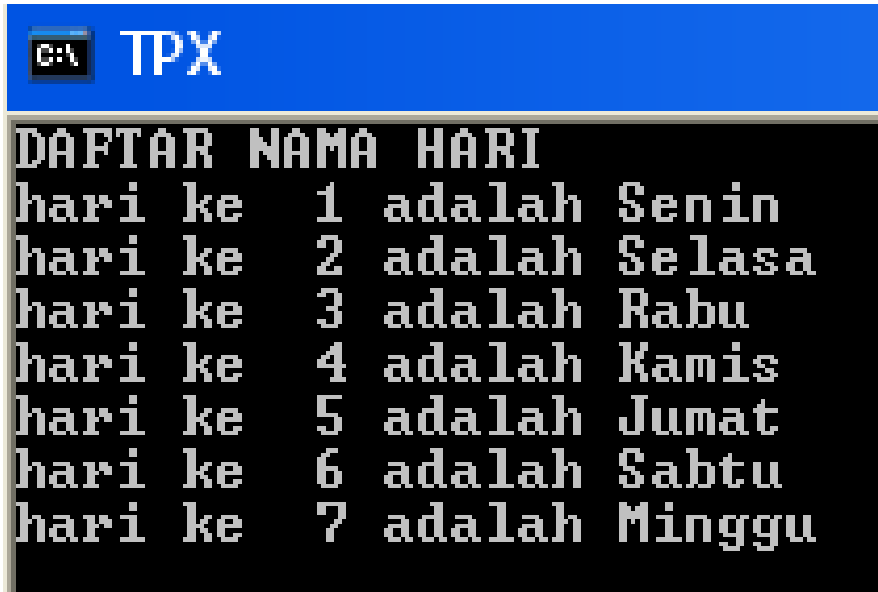 C:\ TPX
DAFTAR NAMA HARI
hari ke  1 adalah Senin
hari ke  2 adalah Selasa
hari ke  3 adalah Rabu
hari ke  4 adalah Kamis
hari ke  5 adalah Jumat
hari ke  6 adalah Sabtu
hari ke  7 adalah Minggu